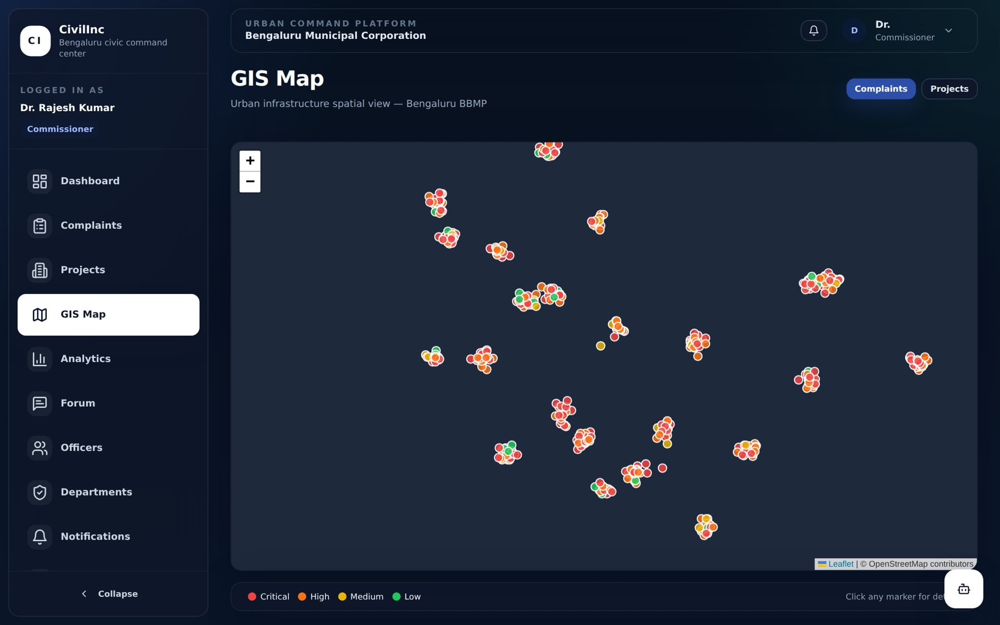 CI
CivilInc
Bengaluru civic command
center
LOGGED IN AS
Dr. Rajesh Kumar
Commissioner
Dashboard
Complaints
Projects
GIS Map
Analytics
Forum
Officers
Departments
Notifications
Collapse
URBAN COMMAND PLATFORM
Bengaluru Municipal Corporation
D
Dr.
Commissioner
GIS Map
Urban infrastructure spatial view — Bengaluru BBMP
Complaints
Projects
+
−
Leaflet | © OpenStreetMap contributors
Critical
High
Medium
Low
Click any marker for